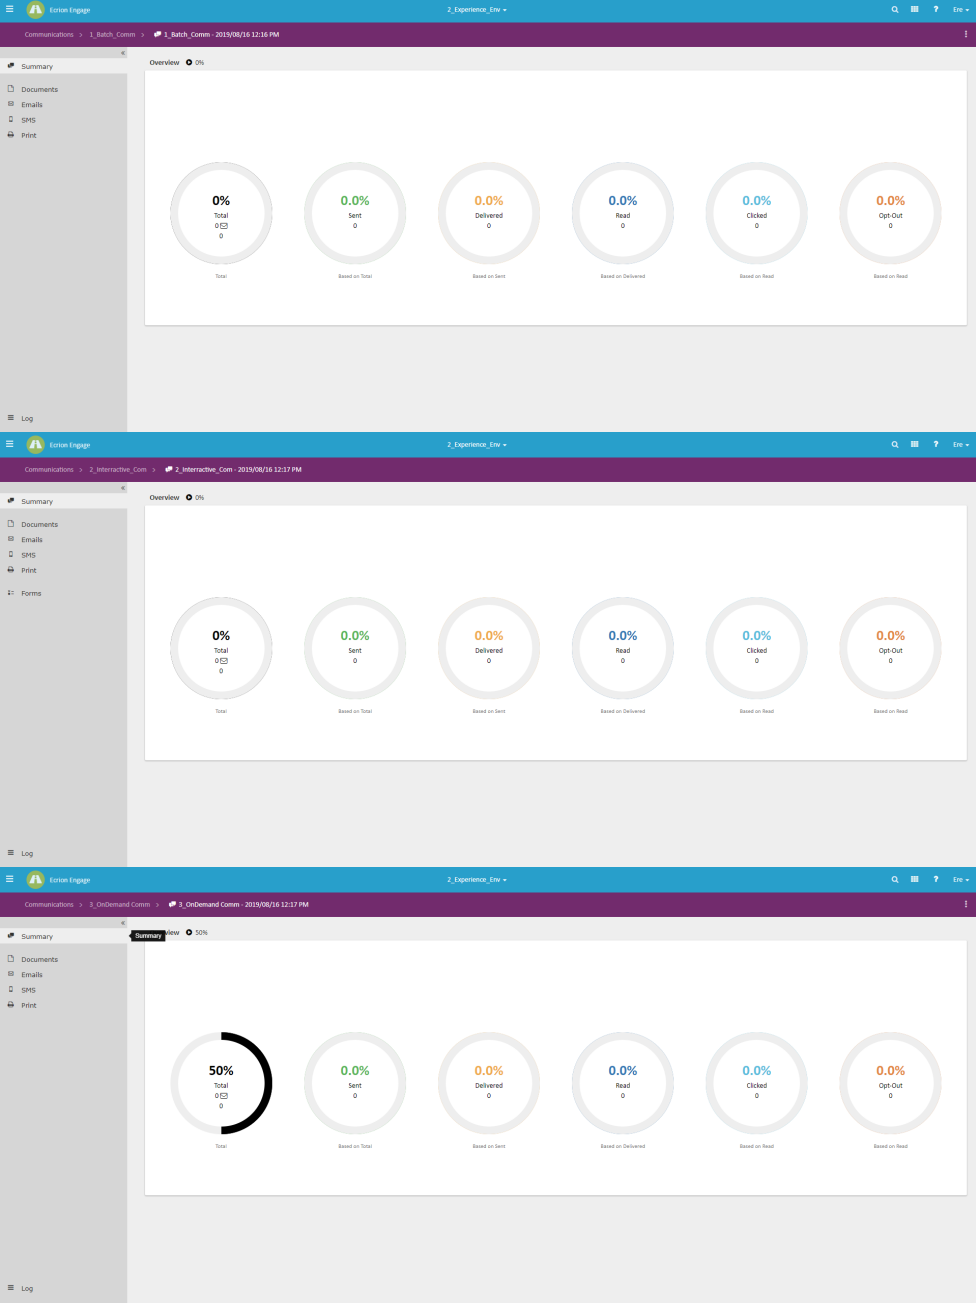 Ecrion Engage
2_Experience_Env
?
Ere
Communications > 1_Batch_Comm > 1_Batch_Comm - 2019/08/16 12:16 PM
«
Summary
Documents
Emails
SMS
Print
Log
Overview 0%
0% 0.0% 0.0% 0.0% 0.0% 0.0%
Total Sent Delivered Read Clicked Opt-Out
0 0 0 0 0 0
0
Total Based on Total Based on Sent Based on Delivered Based on Read Based on Read
Ecrion Engage
2_Experience_Env
?
Ere
Communications > 2_Interractive_Com > 2_Interractive_Com - 2019/08/16 12:17 PM
«
Summary
Documents
Emails
SMS
Print
Forms
Log
Overview 0%
0% 0.0% 0.0% 0.0% 0.0% 0.0%
Total Sent Delivered Read Clicked Opt-Out
0 0 0 0 0 0
0
Total Based on Total Based on Sent Based on Delivered Based on Read Based on Read
Ecrion Engage
2_Experience_Env
?
Ere
Communications > 3_OnDemand Comm > 3_OnDemand Comm - 2019/08/16 12:17 PM
«
Summary
Documents
Emails
SMS
Print
Log
Summary view 50%
50% 0.0% 0.0% 0.0% 0.0% 0.0%
Total Sent Delivered Read Clicked Opt-Out
0 0 0 0 0 0
0
Total Based on Total Based on Sent Based on Delivered Based on Read Based on Read